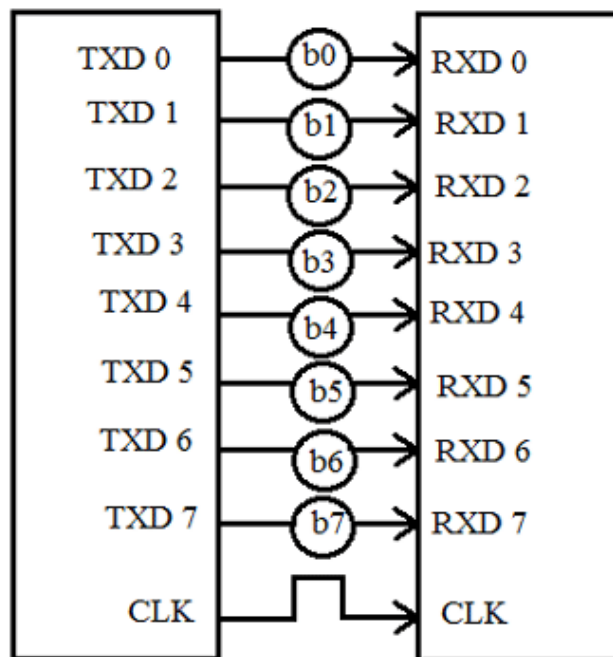 TXD 0 b0 RXD 0
TXD 1 b1 RXD 1
TXD 2 b2 RXD 2
TXD 3 b3 RXD 3
TXD 4 b4 RXD 4
TXD 5 b5 RXD 5
TXD 6 b6 RXD 6
TXD 7 b7 RXD 7
CLK CLK